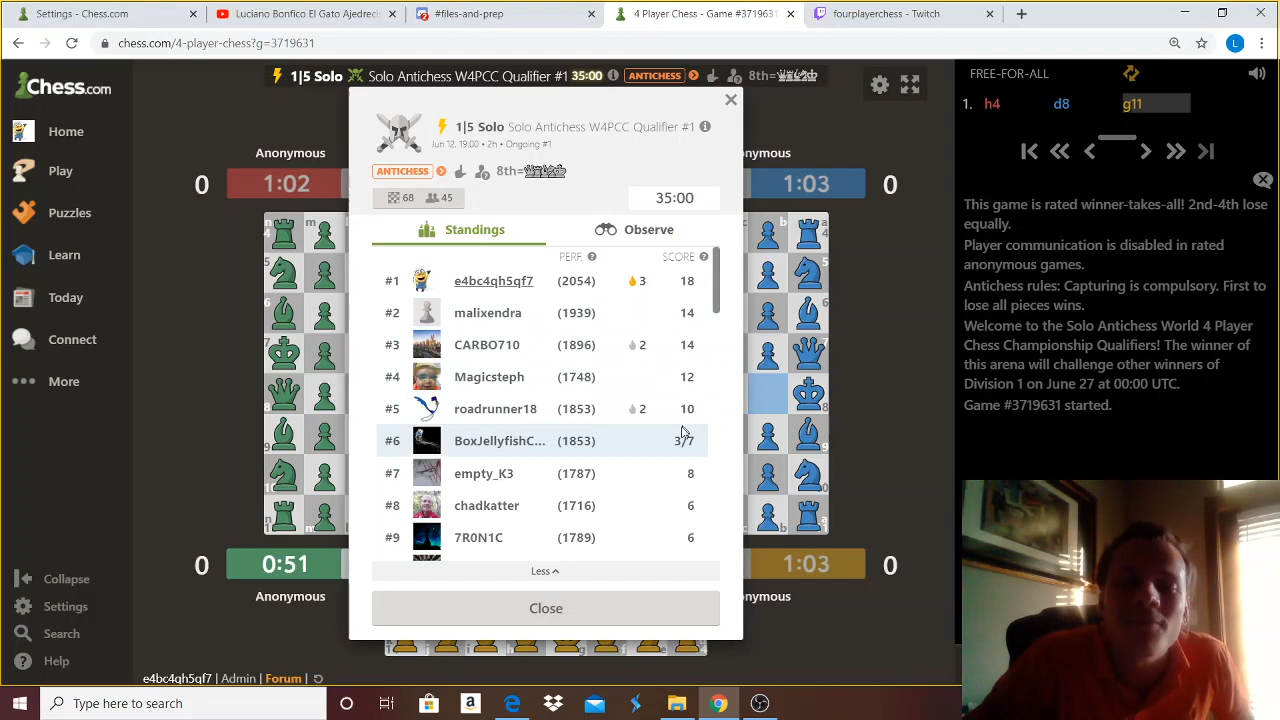 Settings - Chess.com
Luciano Bonfico El Gato Ajedreci
#files-and-prep
4 Player Chess - Game #3719631
fourplayerchess - Twitch
chess.com/4-player-chess?g=3719631
L
Chess.com
Home
Play
Puzzles
Learn
Today
Connect
More
Collapse
Settings
Search
Help
1|5 Solo Solo Antichess W4PCC Qualifier #1 35:00 ANTICHESS 8th=
Anonymous
0 1:02
1:03 0
1|5 Solo Solo Antichess W4PCC Qualifier #1
Jun 12, 19:00 • 2h • Ongoing #1
ANTICHESS 8th=
68 45
35:00
Standings
Observe
PERF. SCORE
#1 e4bc4qh5qf7 (2054) 3 18
#2 malixendra (1939) 14
#3 CARBO710 (1896) 2 14
#4 Magicsteph (1748) 12
#5 roadrunner18 (1853) 2 10
#6 BoxJellyfishC... (1853) 3/7
#7 empty_K3 (1787) 8
#8 chadkatter (1716) 6
#9 7R0N1C (1789) 6
Less
Close
0 0:51
1:03 0
Anonymous
e4bc4qh5qf7 | Admin | Forum |
FREE-FOR-ALL
1. h4 d8 g11
This game is rated winner-takes-all! 2nd-4th lose
equally.
Player communication is disabled in rated
anonymous games.
Antichess rules: Capturing is compulsory. First to
lose all pieces wins.
Welcome to the Solo Antichess World 4 Player
Chess Championship Qualifiers! The winner of
this arena will challenge other winners of
Division 1 on June 27 at 00:00 UTC.
Game #3719631 started.
Type here to search